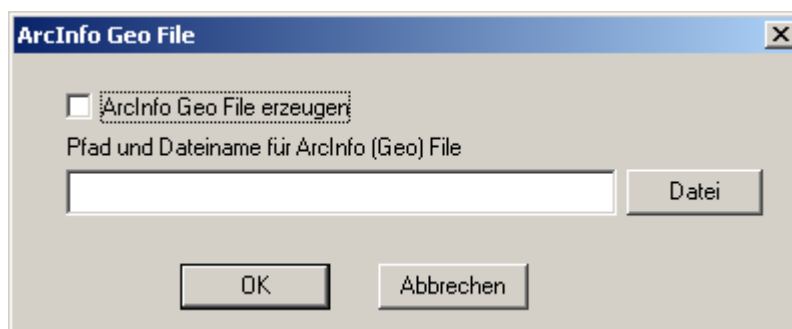 ArcInfo Geo File
ArcInfo Geo File erzeugen
Pfad und Dateiname für ArcInfo (Geo) File
Datei
OK
Abbrechen